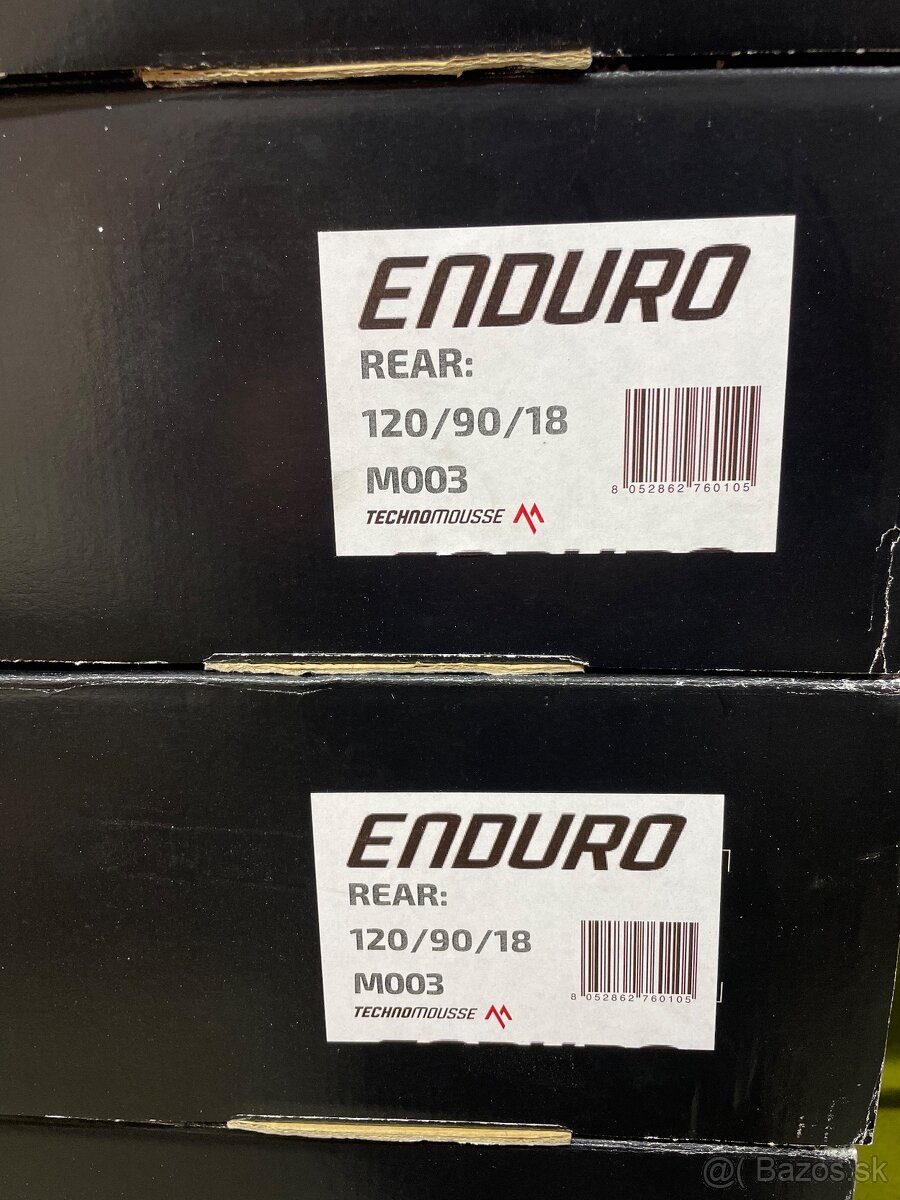 ENDURO
REAR:
120/90/18
M003
TECHNOMOUSSE
8 052862 760105
ENDURO
REAR:
120/90/18
M003
TECHNOMOUSSE
8 052862 760105
@( Bazos.sk